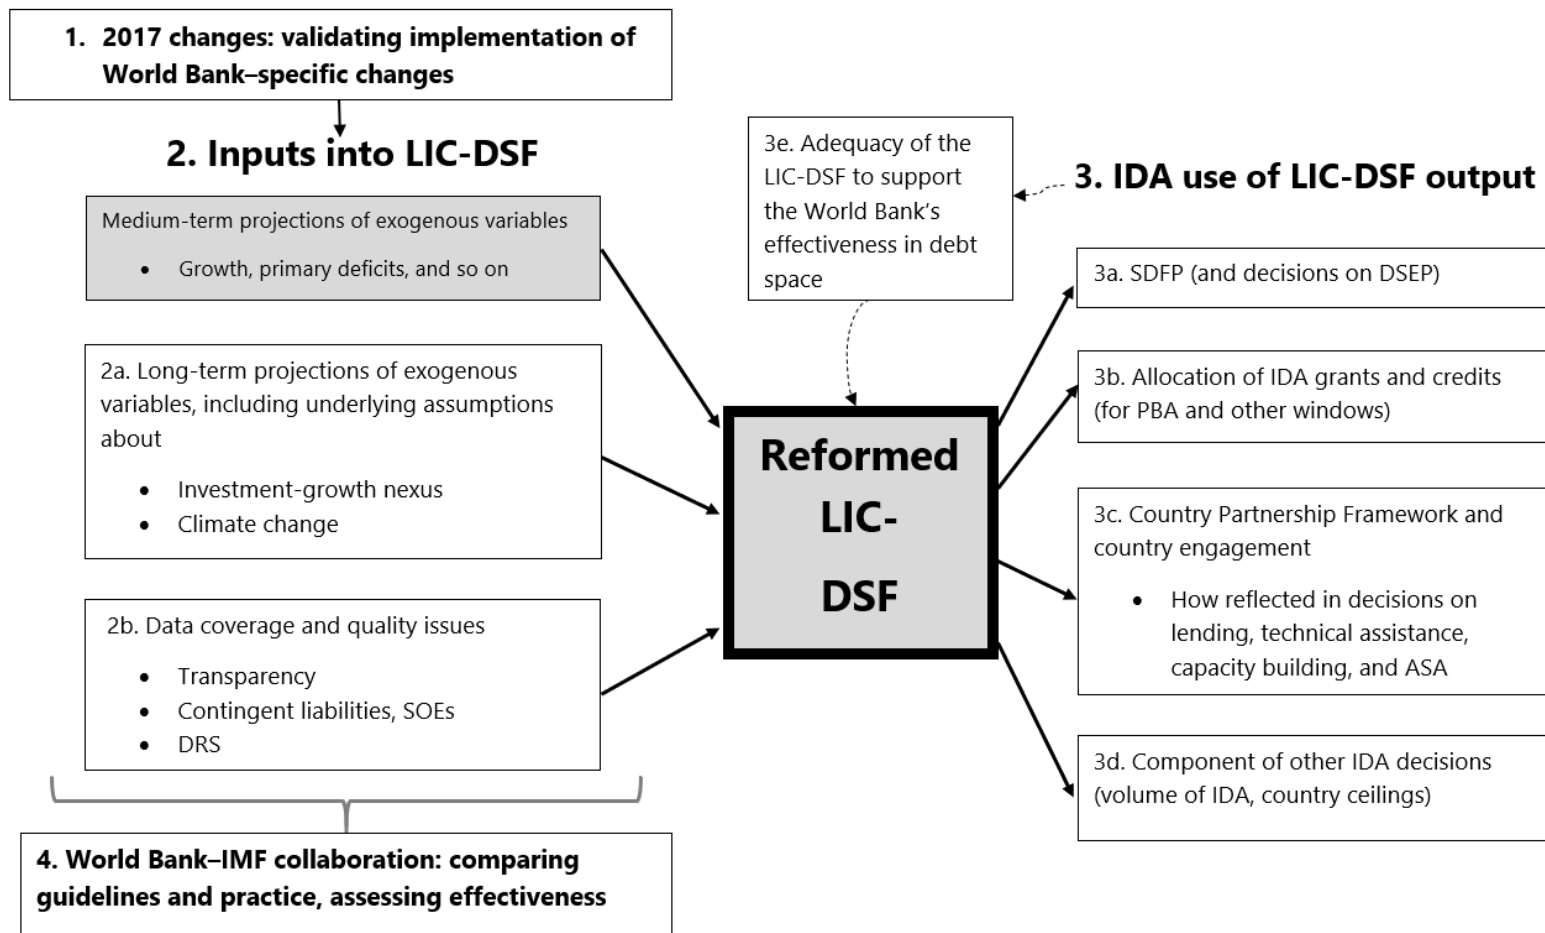 1. 2017 changes: validating implementation of
World Bank–specific changes
2. Inputs into LIC-DSF
Medium-term projections of exogenous variables
• Growth, primary deficits, and so on
2a. Long-term projections of exogenous
variables, including underlying assumptions
about
• Investment-growth nexus
• Climate change
2b. Data coverage and quality issues
• Transparency
• Contingent liabilities, SOEs
• DRS
4. World Bank–IMF collaboration: comparing
guidelines and practice, assessing effectiveness
3e. Adequacy of the
LIC-DSF to support
the World Bank’s
effectiveness in debt
space
Reformed
LIC-
DSF
3. IDA use of LIC-DSF output
3a. SDFP (and decisions on DSEP)
3b. Allocation of IDA grants and credits
(for PBA and other windows)
3c. Country Partnership Framework and
country engagement
• How reflected in decisions on
lending, technical assistance,
capacity building, and ASA
3d. Component of other IDA decisions
(volume of IDA, country ceilings)